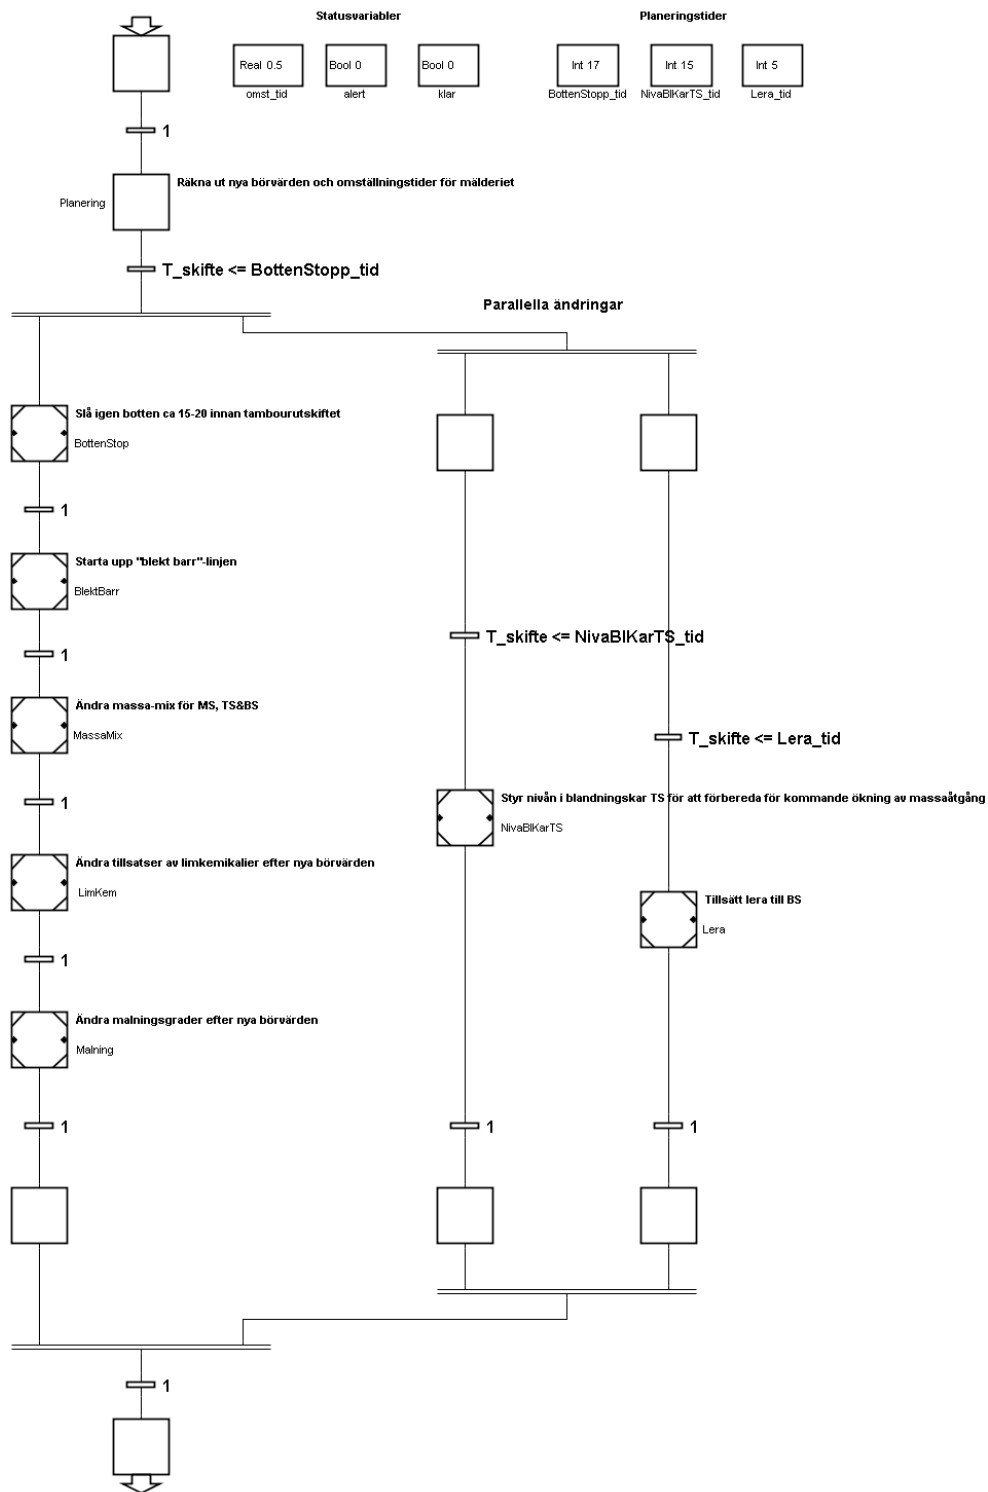 Statusvariabler
Planeringstider
Real 0.5
Bool 0
Bool 0
Int 17
Int 15
Int 5
omst_tid
alert
klar
BottenStopp_tid
NivaBlKarTS_tid
Lera_tid
1
Räkna ut nya börvärden och omställningstider för mälderiet
Planering
T_skifte <= BottenStopp_tid
Parallella ändringar
Slå igen botten ca 15-20 innan tambourutskiftet
BottenStop
1
Starta upp "blekt barr"-linjen
BlektBarr
T_skifte <= NivaBlKarTS_tid
1
Ändra massa-mix för MS, TS&BS
MassaMix
T_skifte <= Lera_tid
1
Styr nivån i blandningskar TS för att förbereda för kommande ökning av massaåtgång
NivaBlKarTS
Ändra tillsatser av limkemikalier efter nya börvärden
LimKem
Tillsätt lera till BS
Lera
1
Ändra malningsgrader efter nya börvärden
Malning
1
1
1
1